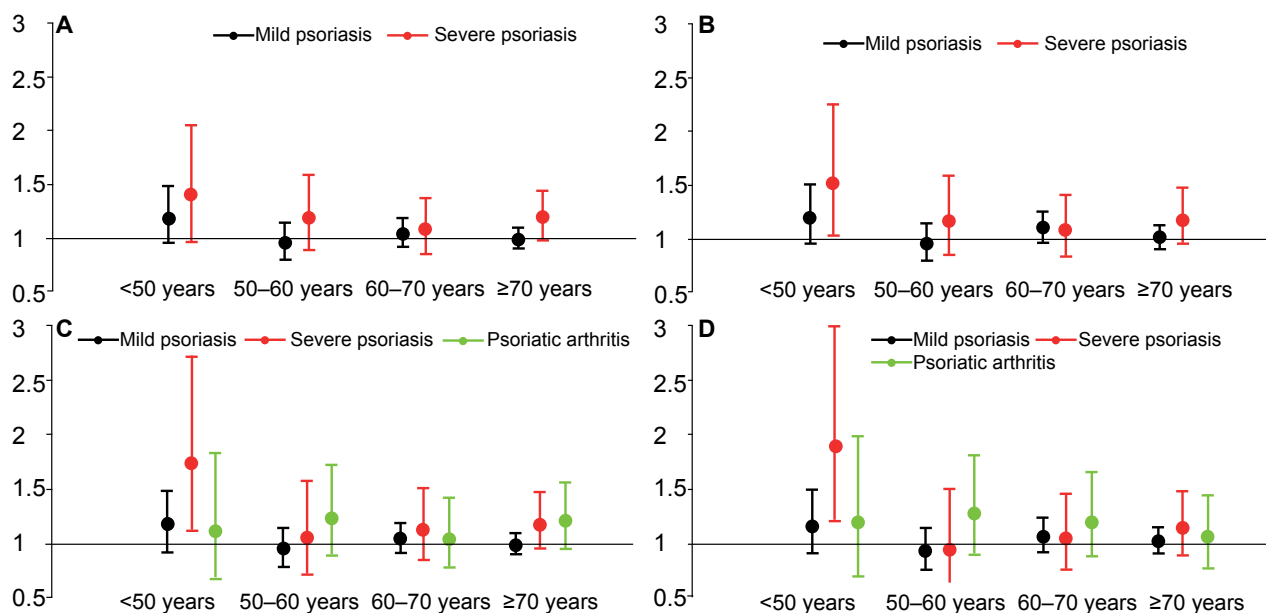 A
Mild psoriasis Severe psoriasis
3
2.5
2
1.5
1
0.5
<50 years 50–60 years 60–70 years ≥70 years
B
Mild psoriasis Severe psoriasis
3
2.5
2
1.5
1
0.5
<50 years 50–60 years 60–70 years ≥70 years
C
Mild psoriasis Severe psoriasis Psoriatic arthritis
3
2.5
2
1.5
1
0.5
<50 years 50–60 years 60–70 years ≥70 years
D
Mild psoriasis Severe psoriasis
Psoriatic arthritis
3
2.5
2
1.5
1
0.5
<50 years 50–60 years 60–70 years ≥70 years